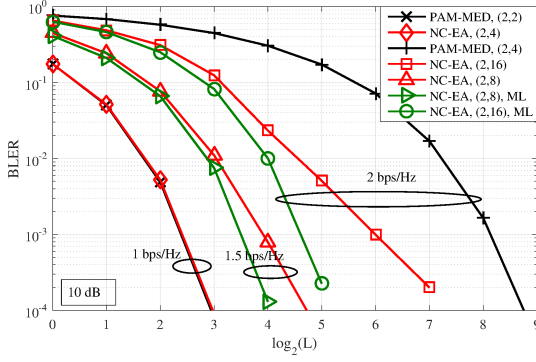 10^0
10^-1
10^-2
10^-3
10^-4
BLER
PAM-MED, (2,2)
NC-EA, (2,4)
PAM-MED, (2,4)
NC-EA, (2,16)
NC-EA, (2,8)
NC-EA, (2,8), ML
NC-EA, (2,16), ML
2 bps/Hz
1 bps/Hz
1.5 bps/Hz
10 dB
0 1 2 3 4 5 6 7 8 9
log_2(L)